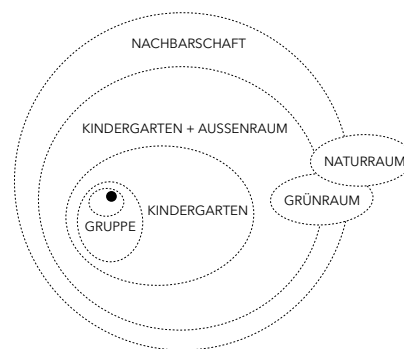 NACHBARSCHAFT
KINDERGARTEN + AUSSENRAUM
NATURRAUM
GRÜNRAUM
KINDERGARTEN
GRUPPE